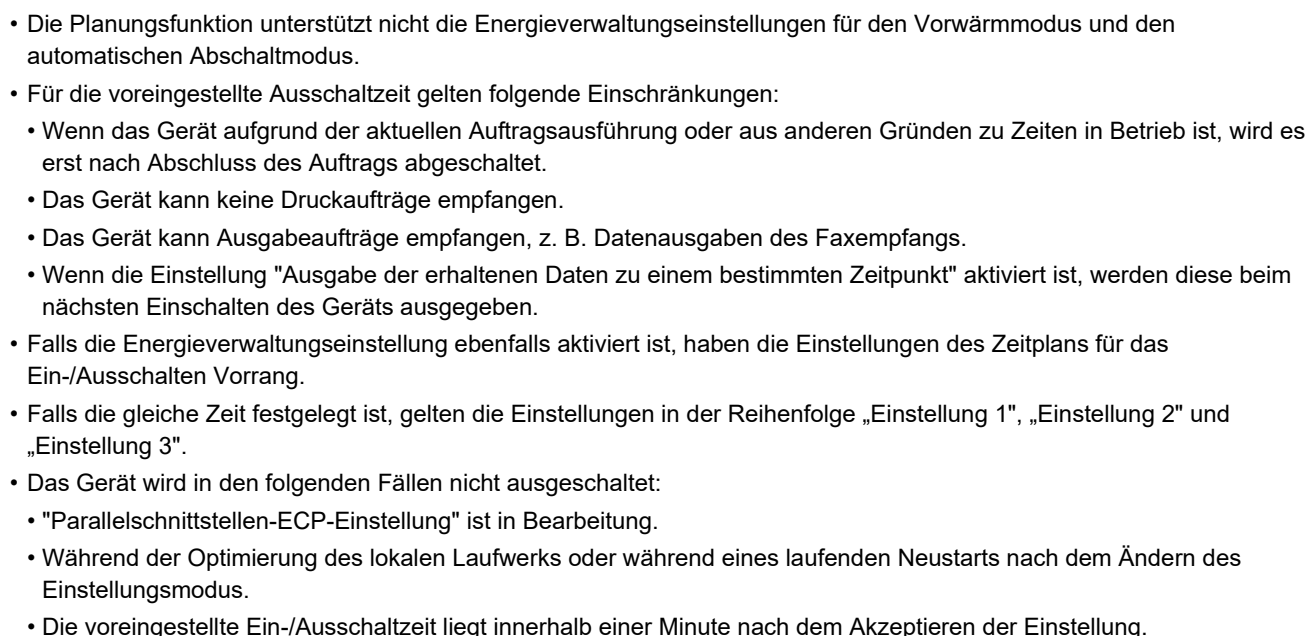 • Die Planungsfunktion unterstützt nicht die Energieverwaltungseinstellungen für den Vorwärmmodus und den
automatischen Abschaltmodus.
• Für die voreingestellte Ausschaltzeit gelten folgende Einschränkungen:
• Wenn das Gerät aufgrund der aktuellen Auftragsausführung oder aus anderen Gründen zu Zeiten in Betrieb ist, wird es
erst nach Abschluss des Auftrags abgeschaltet.
• Das Gerät kann keine Druckaufträge empfangen.
• Das Gerät kann Ausgabeaufträge empfangen, z. B. Datenausgaben des Faxempfangs.
• Wenn die Einstellung "Ausgabe der erhaltenen Daten zu einem bestimmten Zeitpunkt" aktiviert ist, werden diese beim
nächsten Einschalten des Geräts ausgegeben.
• Falls die Energieverwaltungseinstellung ebenfalls aktiviert ist, haben die Einstellungen des Zeitplans für das
Ein-/Ausschalten Vorrang.
• Falls die gleiche Zeit festgelegt ist, gelten die Einstellungen in der Reihenfolge „Einstellung 1", „Einstellung 2" und
„Einstellung 3".
• Das Gerät wird in den folgenden Fällen nicht ausgeschaltet:
• "Parallelschnittstellen-ECP-Einstellung" ist in Bearbeitung.
• Während der Optimierung des lokalen Laufwerks oder während eines laufenden Neustarts nach dem Ändern des
Einstellungsmodus.
• Die voreingestellte Ein-/Ausschaltzeit liegt innerhalb einer Minute nach dem Akzeptieren der Einstellung.